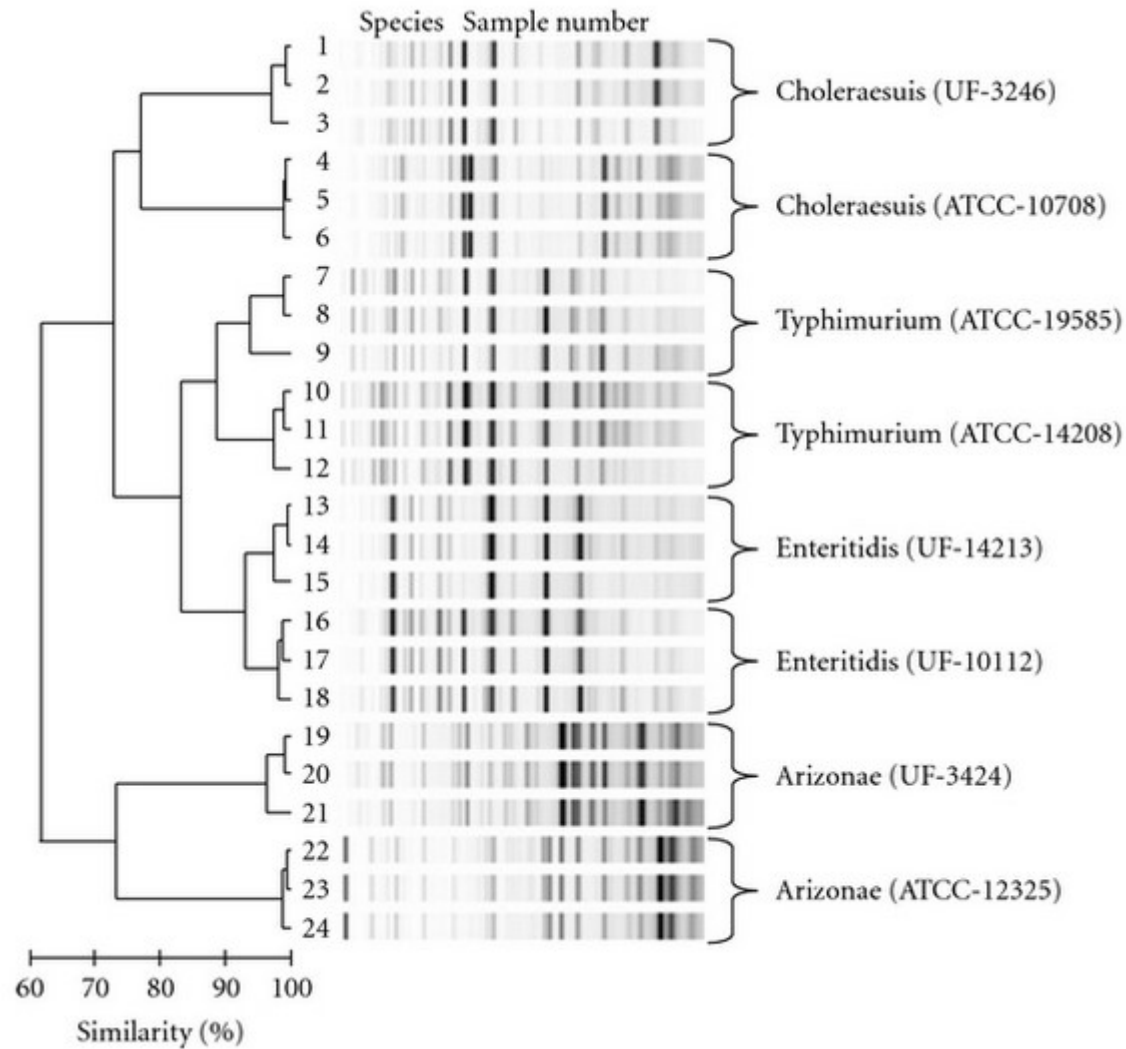 Species Sample number
1
2
3
Choleraesuis (UF-3246)
4
5
6
Choleraesuis (ATCC-10708)
7
8
9
Typhimurium (ATCC-19585)
10
11
12
Typhimurium (ATCC-14208)
13
14
15
Enteritidis (UF-14213)
16
17
18
Enteritidis (UF-10112)
19
20
21
Arizonae (UF-3424)
22
23
24
Arizonae (ATCC-12325)
60 70 80 90 100
Similarity (%)